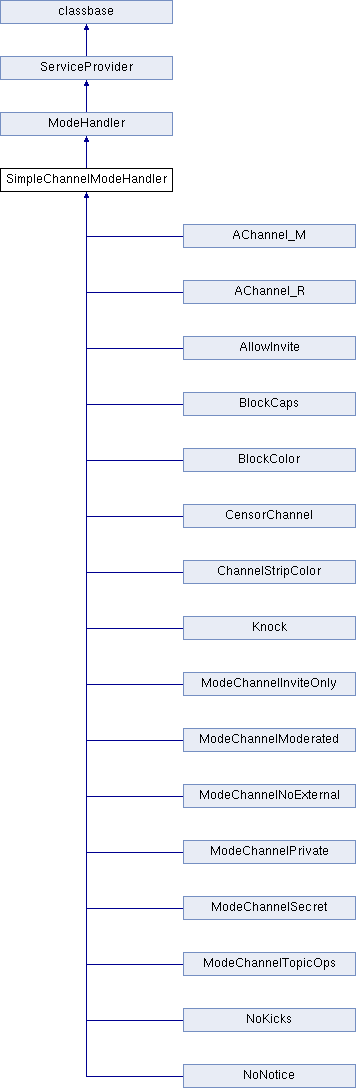 classbase
ServiceProvider
ModeHandler
SimpleChannelModeHandler
AChannel_M
AChannel_R
AllowInvite
BlockCaps
BlockColor
CensorChannel
ChannelStripColor
Knock
ModeChannelInviteOnly
ModeChannelModerated
ModeChannelNoExternal
ModeChannelPrivate
ModeChannelSecret
ModeChannelTopicOps
NoKicks
NoNotice